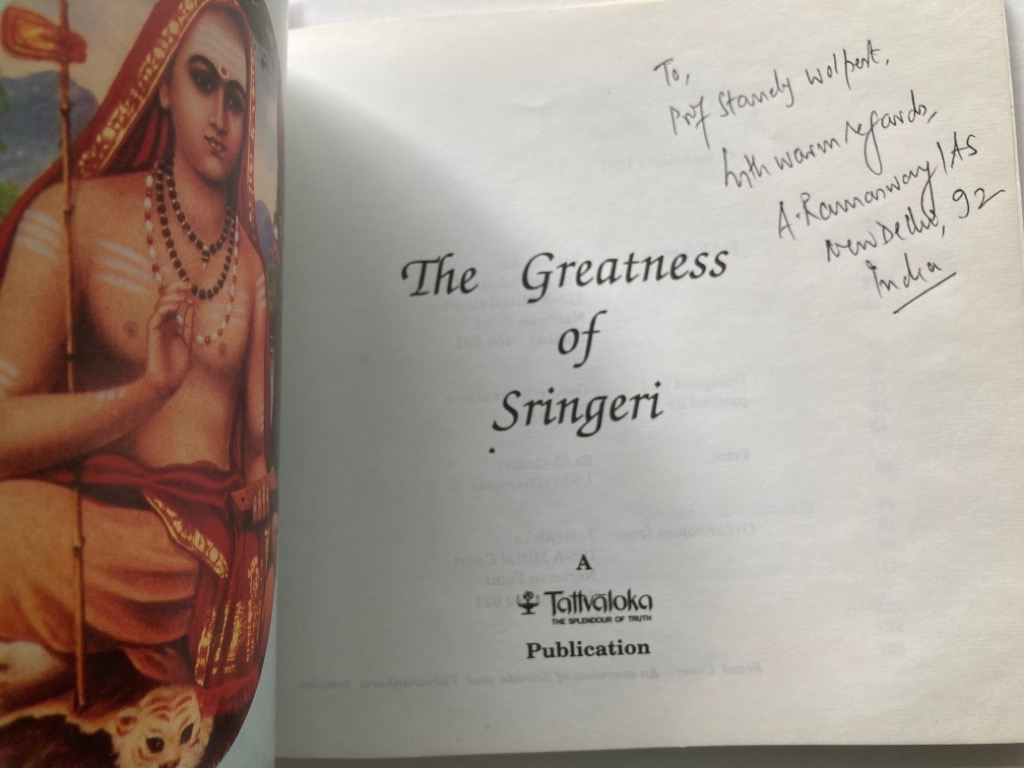 To,
Prof Stanely Wolpert,
With warm regards,
A. Ramaswamy IAS
New Delhi, 92
India
The Greatness
of
Sringeri
A
Tattvaloka
THE SPLENDOUR OF TRUTH
Publication